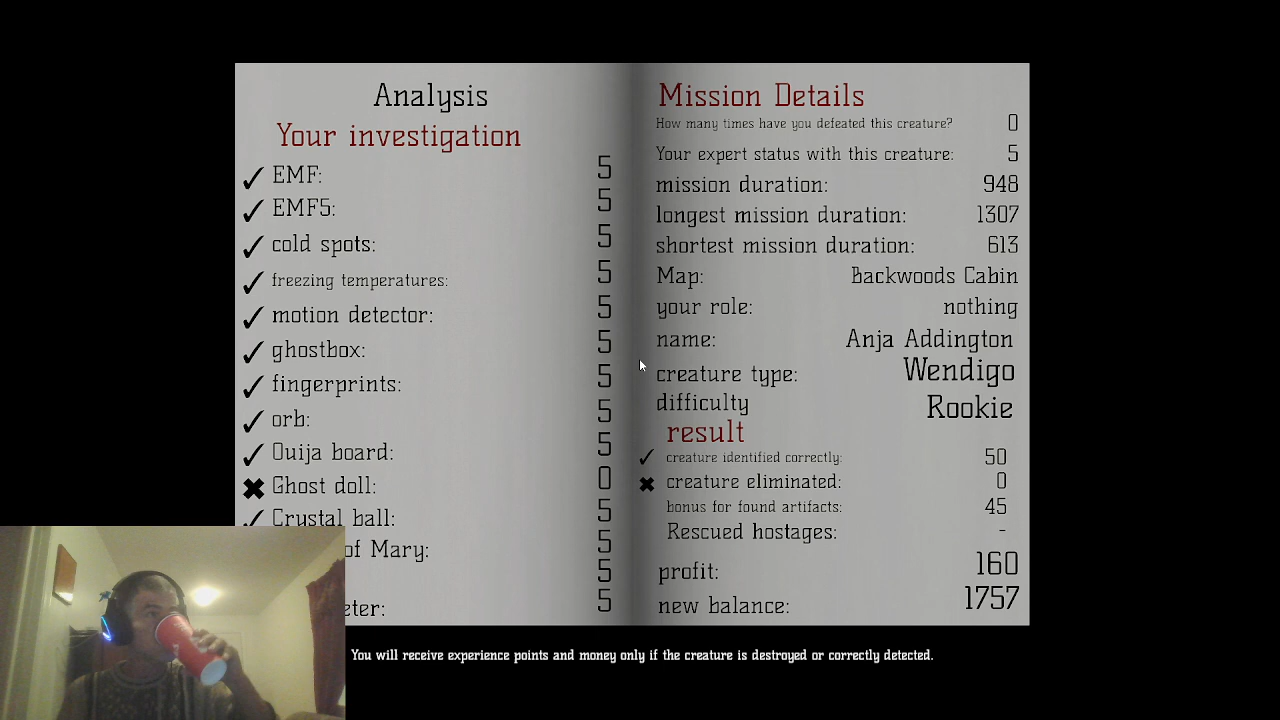 Analysis
Your investigation
EMF: 5
EMF5: 5
cold spots: 5
freezing temperatures: 5
motion detector: 5
ghostbox: 5
fingerprints: 5
orb: 5
Ouija board: 5
Ghost doll: 0
Crystal ball: 5
of Mary: 5
5
eter: 5
Mission Details
How many times have you defeated this creature? 0
Your expert status with this creature: 5
mission duration: 948
longest mission duration: 1307
shortest mission duration: 613
Map: Backwoods Cabin
your role: nothing
name: Anja Addington
creature type: Wendigo
difficulty Rookie
result
creature identified correctly: 50
creature eliminated: 0
bonus for found artifacts: 45
Rescued hostages: -
profit: 160
new balance: 1757
You will receive experience points and money only if the creature is destroyed or correctly detected.